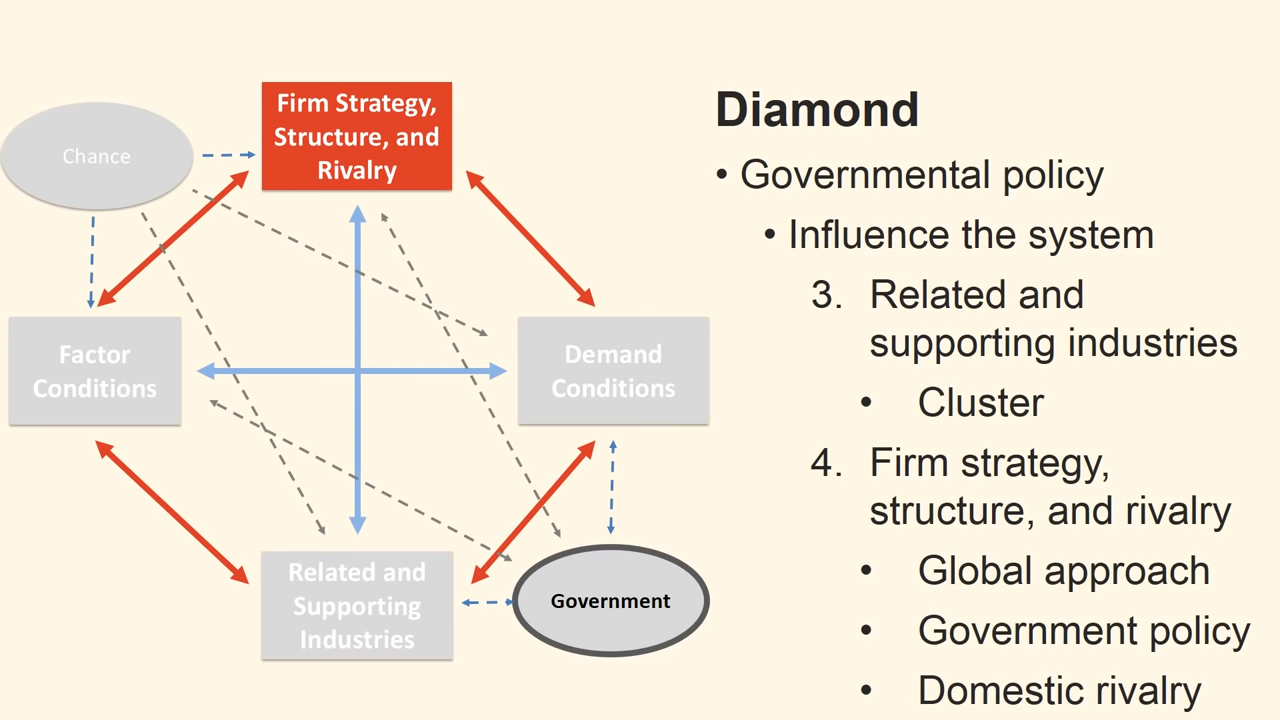 Firm Strategy,
Structure, and
Rivalry
Chance
Factor
Conditions
Demand
Conditions
Related and
Supporting
Industries
Government
Diamond
• Governmental policy
• Influence the system
3. Related and
supporting industries
• Cluster
4. Firm strategy,
structure, and rivalry
• Global approach
• Government policy
• Domestic rivalry